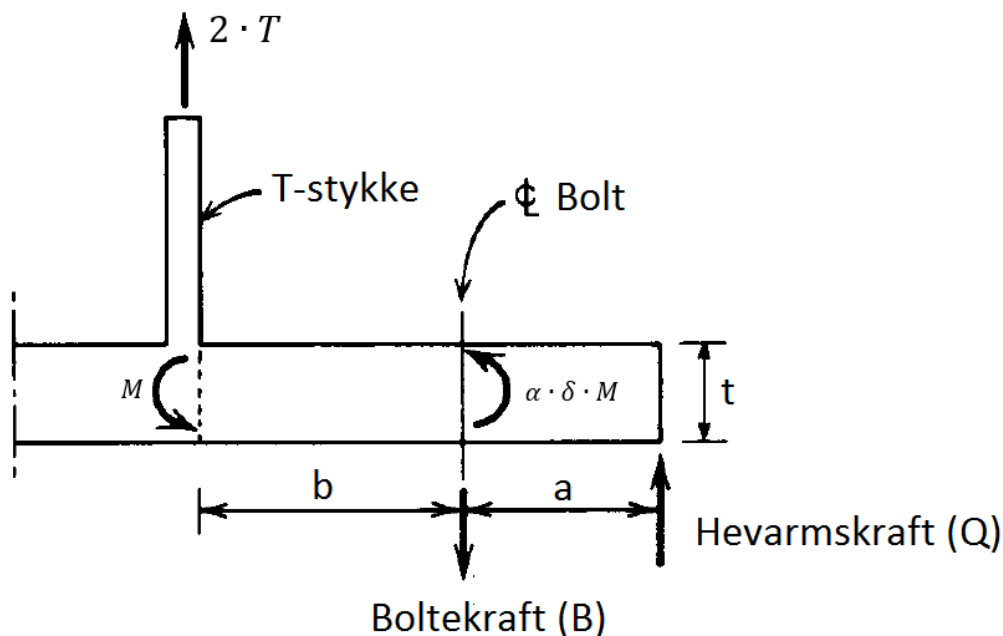 2 · T
T-stykke
℄ Bolt
M
α · δ · M
t
b
a
Hevarmskraft (Q)
Boltekraft (B)